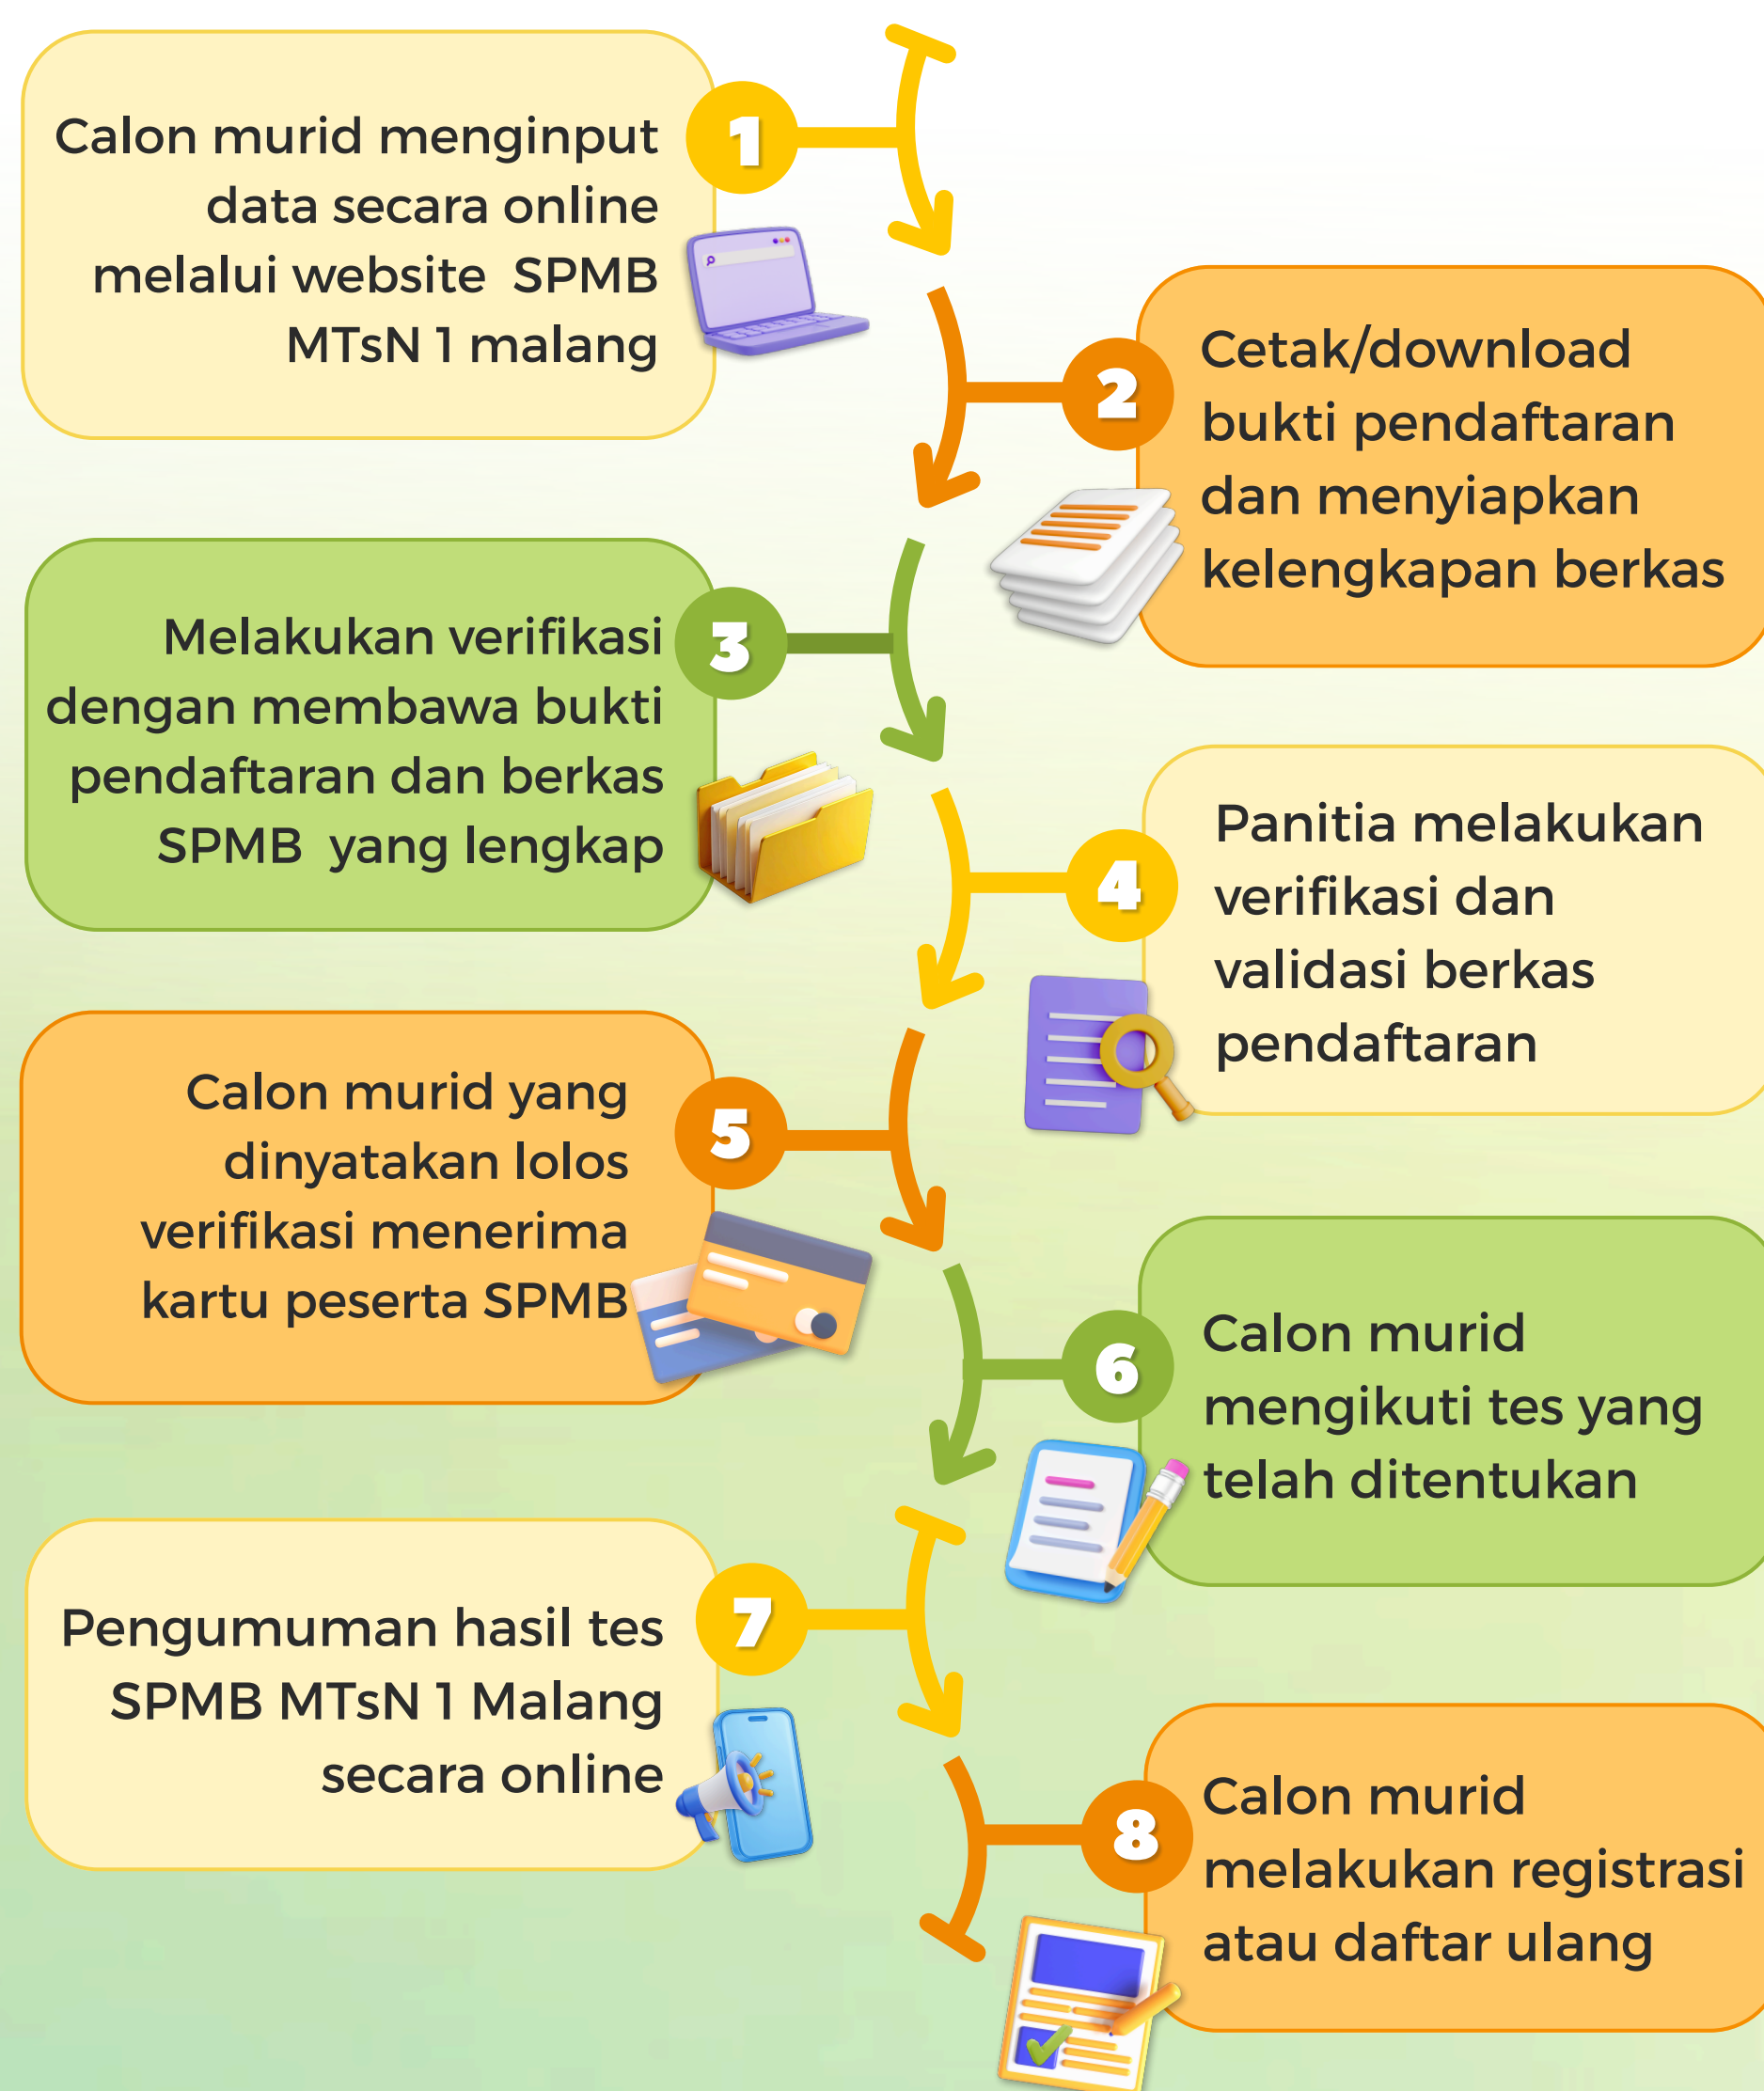 1
Calon murid menginput
data secara online
melalui website SPMB
MTsN 1 malang
2
Cetak/download
bukti pendaftaran
dan menyiapkan
kelengkapan berkas
3
Melakukan verifikasi
dengan membawa bukti
pendaftaran dan berkas
SPMB yang lengkap
4
Panitia melakukan
verifikasi dan
validasi berkas
pendaftaran
5
Calon murid yang
dinyatakan lolos
verifikasi menerima
kartu peserta SPMB
6
Calon murid
mengikuti tes yang
telah ditentukan
7
Pengumuman hasil tes
SPMB MTsN 1 Malang
secara online
8
Calon murid
melakukan registrasi
atau daftar ulang